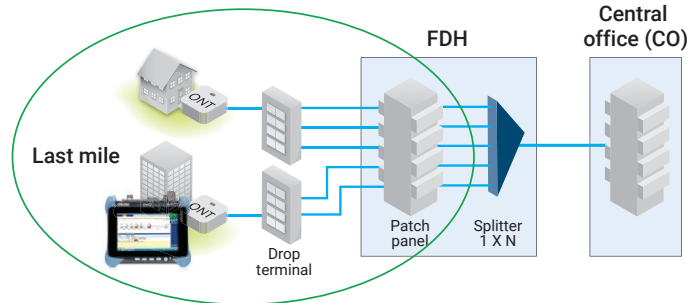 FDH
Central
office (CO)
ONT
Last mile
ONT
Drop
terminal
Patch
panel
Splitter
1 X N